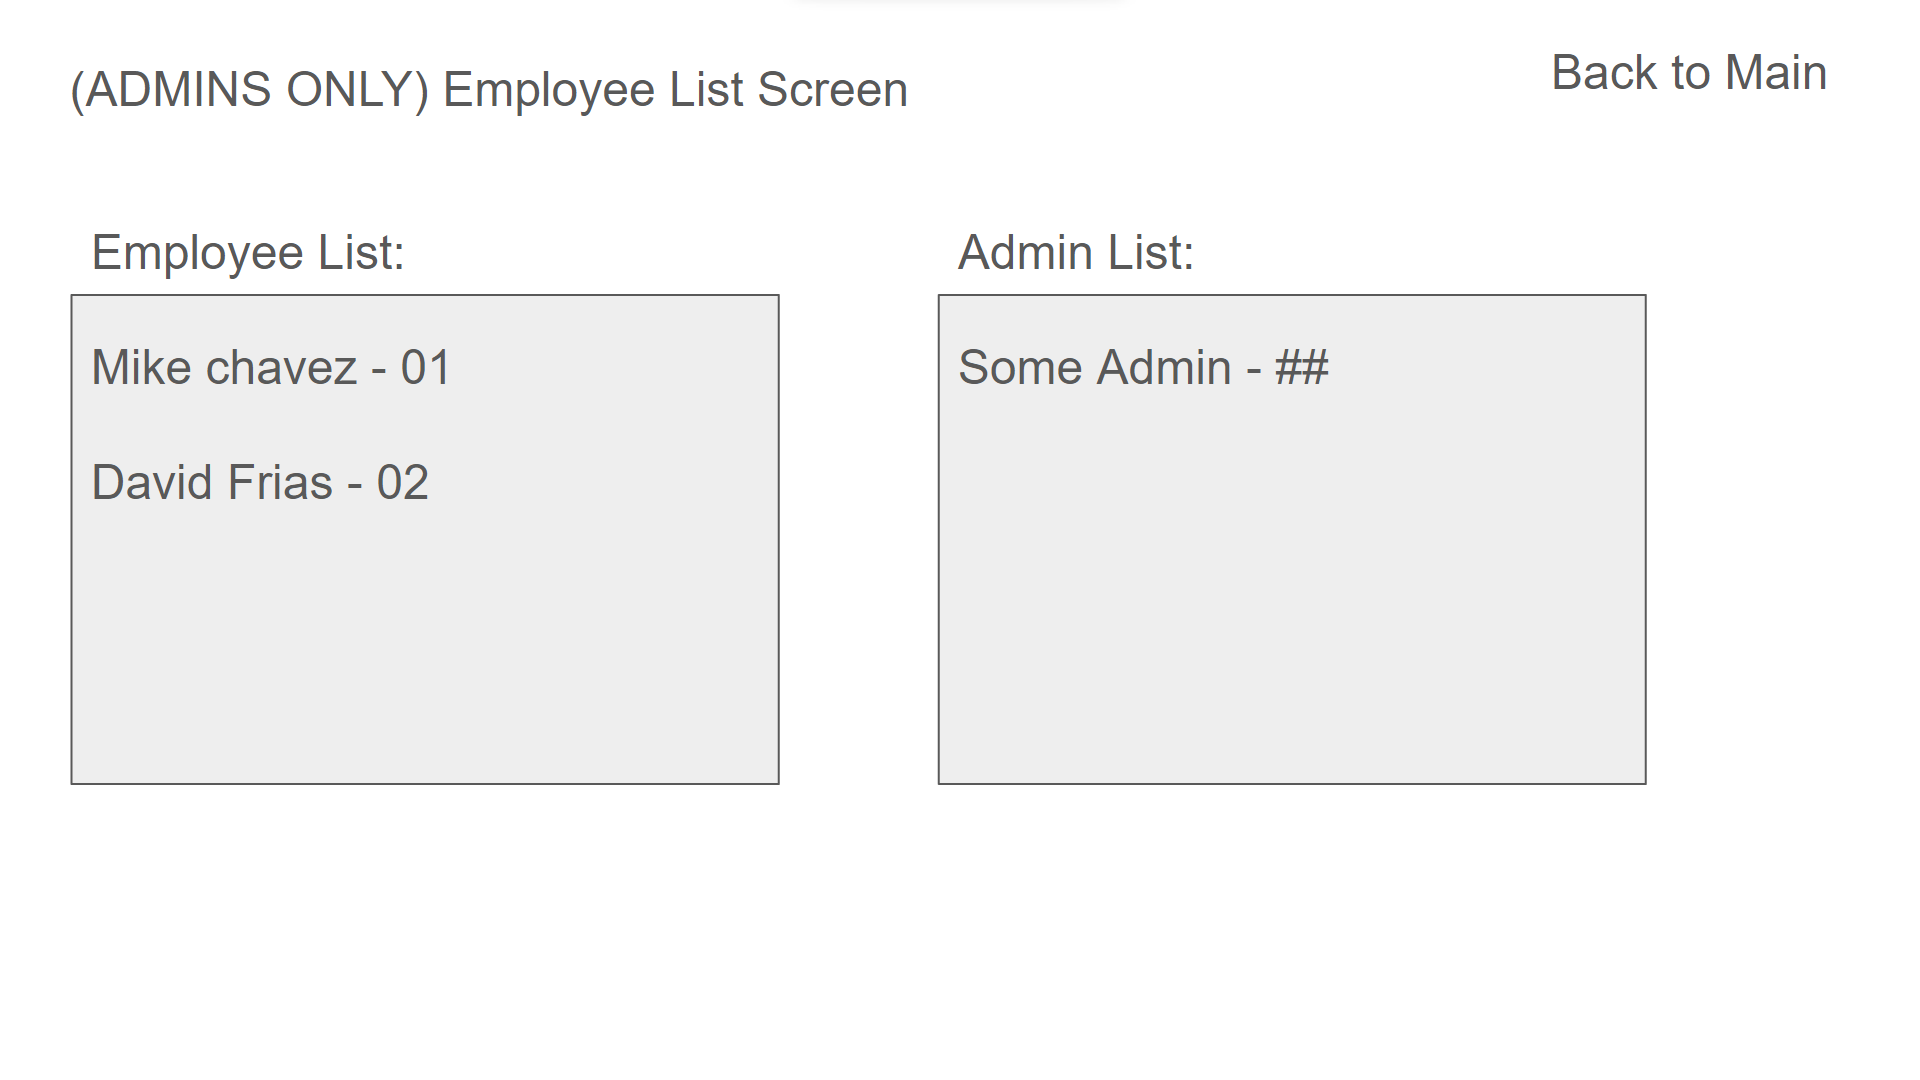 (ADMINS ONLY) Employee List Screen
Back to Main
Employee List:
Mike chavez - 01
David Frias - 02
Admin List:
Some Admin - ##